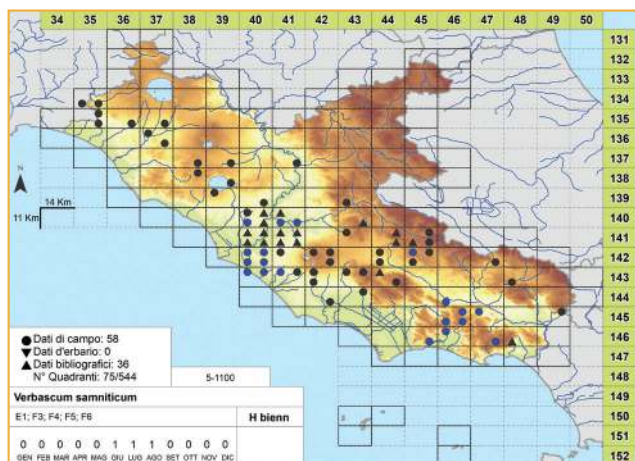 34 35 36 37 38 39 40 41 42 43 44 45 46 47 48 49 50
131
132
133
134
135
136
137
138
139
140
141
142
143
144
145
146
147
148
149
150
151
152
N
14 Km
11 Km
Dati di campo: 58
Dati d'erbario: 0
Dati bibliografici: 36
N° Quadranti: 75/544
5-1100
Verbascum samniticum
E1; F3; F4; F5; F6
H bienn
0 0 0 0 0 1 1 1 0 0 0 0
GEN FEB MAR APR MAG GIU LUG AGO SET OTT NOV DIC